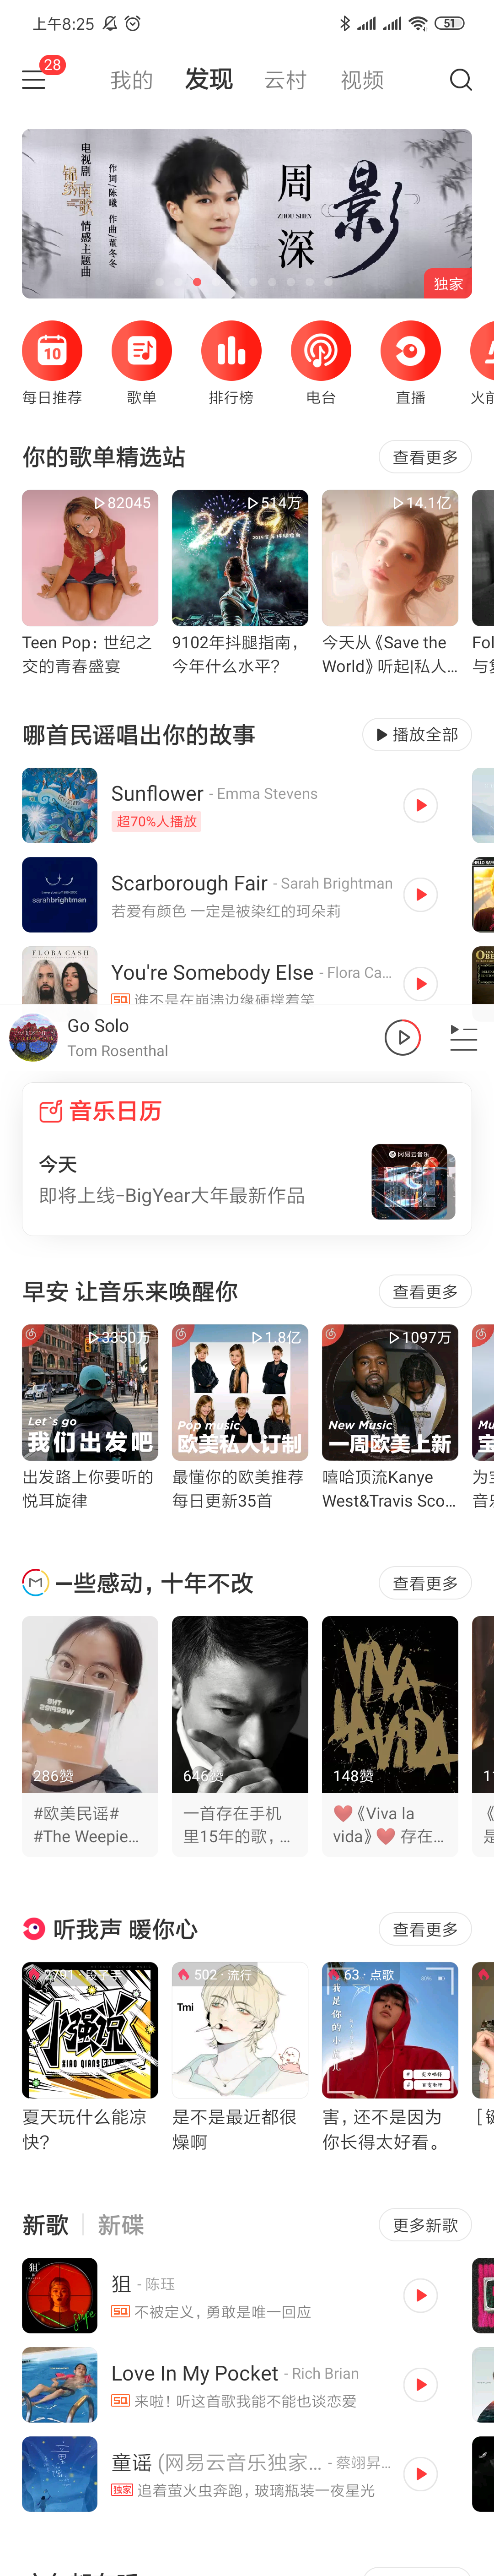 上午8:25
51
28
我的
发现
云村
视频
电视剧
锦绣南歌
情感主题曲
作词/陈曦 作曲/董冬冬
周深
ZHOU SHEN
影
独家
10
每日推荐
歌单
排行榜
电台
直播
你的歌单精选站
查看更多
82045
514万
14.1亿
Teen Pop：世纪之
交的青春盛宴
9102年抖腿指南，
今年什么水平？
今天从《Save the
World》听起|私人...
哪首民谣唱出你的故事
播放全部
Sunflower - Emma Stevens
超70%人播放
sarahbrightman
Scarborough Fair - Sarah Brightman
若爱有颜色 一定是被染红的珂朵莉
FLORA CASH
You're Somebody Else - Flora Ca...
SQ 谁不是在崩溃边缘硬撑着笑
Go Solo
Tom Rosenthal
音乐日历
今天
即将上线-BigYear大年最新作品
网易云音乐
早安 让音乐来唤醒你
查看更多
3350万
1.8亿
1097万
Let's go
我们出发吧
Pop music
欧美私人订制
New Music
一周欧美上新
出发路上你要听的
悦耳旋律
最懂你的欧美推荐
每日更新35首
嘻哈顶流Kanye
West&Travis Sco...
一些感动，十年不改
查看更多
286赞
646赞
VIVA LA VIDA
148赞
#欧美民谣#
#The Weepie...
一首存在手机
里15年的歌，...
❤️《Viva la
vida》❤️ 存在...
听我声 暖你心
查看更多
502 · 流行
63 · 点歌
小强说
XIAO QIANG
Tmi
夏天玩什么能凉
快？
是不是最近都很
燥啊
害，还不是因为
你长得太好看。
新歌
新碟
更多新歌
狙 - 陈珏
SQ 不被定义，勇敢是唯一回应
Love In My Pocket - Rich Brian
SQ 来啦！听这首歌我能不能也谈恋爱
童谣 (网易云音乐独家... - 蔡翊昇...
独家 追着萤火虫奔跑，玻璃瓶装一夜星光